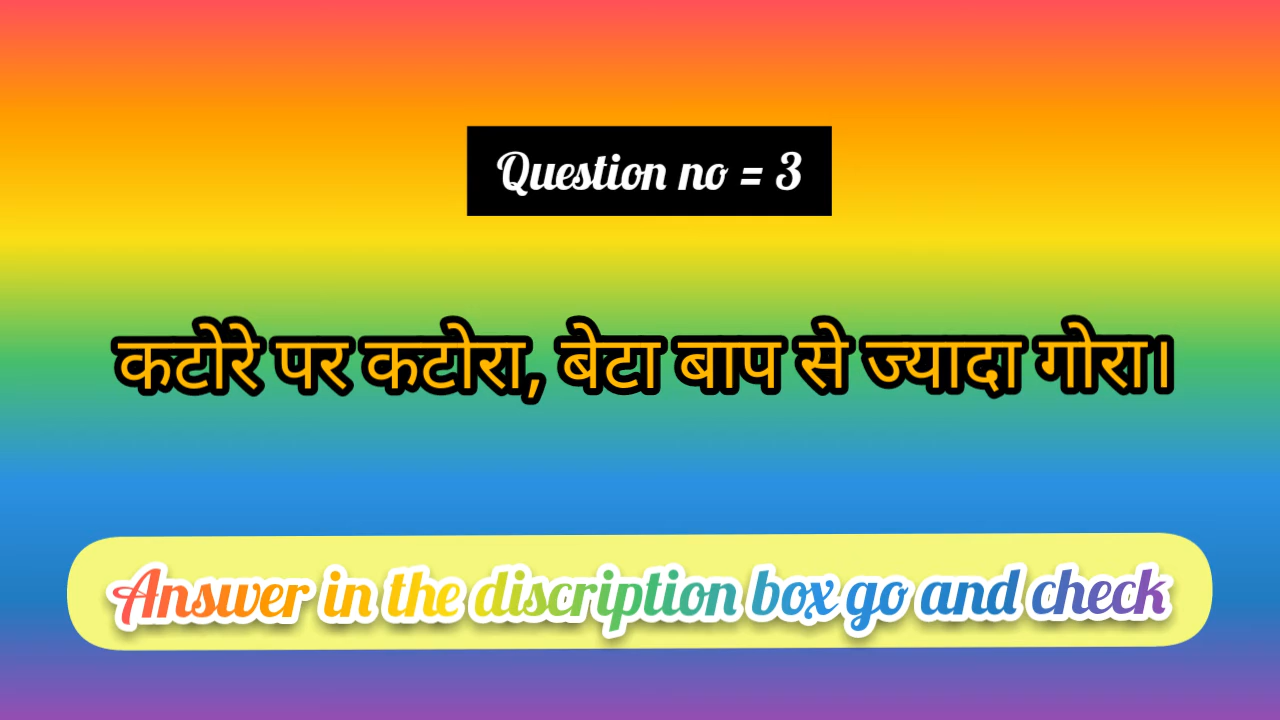 Question no = 3
कटोरे पर कटोरा, बेटा बाप से ज्यादा गोरा।
Answer in the discription box go and check